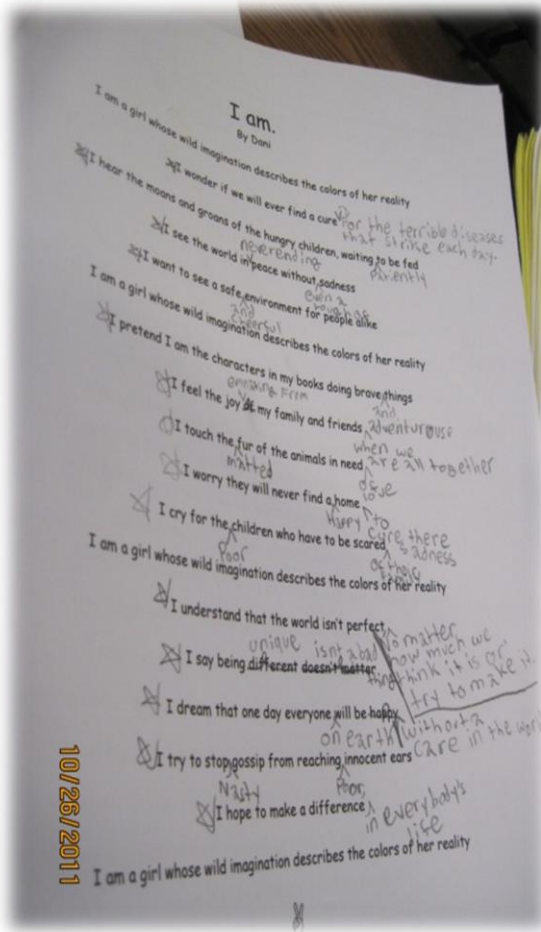 I am.
By Dani
I am a girl whose wild imagination describes the colors of her reality
I wonder if we will ever find a cure
for the terrible diseases
that strike each day.
I hear the moans and groans of the hungry children, waiting to be fed
patiently
I see the world in peace without sadness
neverending
even a
touch of
I want to see a safe environment for people alike
and
cheerful
I am a girl whose wild imagination describes the colors of her reality
I pretend I am the characters in my books doing brave things
and
adventurouse
I feel the joy my family and friends
from
when we
are all together
I touch the fur of the animals in need
matted
of
love
I worry they will never find a home
Happy
to
cure there
sadness
I cry for the children who have to be scared
Poor
of their
I am a girl whose wild imagination describes the colors of her reality
I understand that the world isn't perfect
No matter
how much we
think it is or
try to make it.
I say being different doesn't matter
unique isn't a bad
thing
I dream that one day everyone will be happy
on earth without a
care in the world
I try to stop gossip from reaching innocent ears
Nasty
Poor,
I hope to make a difference
in everybody's
life
I am a girl whose wild imagination describes the colors of her reality
10/26/2011